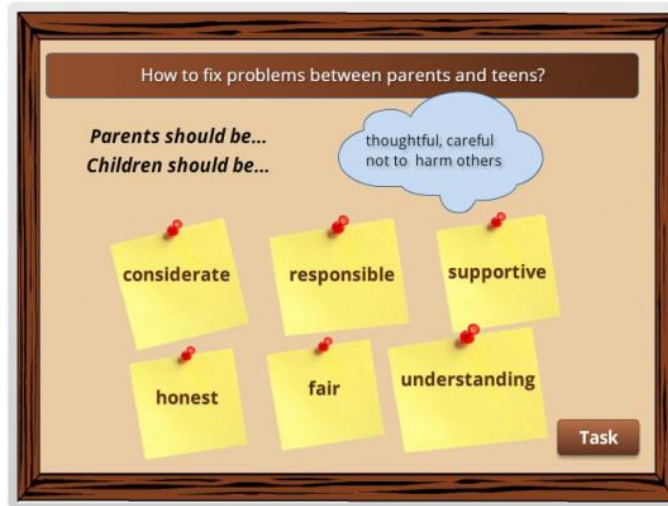 How to fix problems between parents and teens?
Parents should be...
Children should be...
thoughtful, careful
not to harm others
considerate
responsible
supportive
honest
fair
understanding
Task